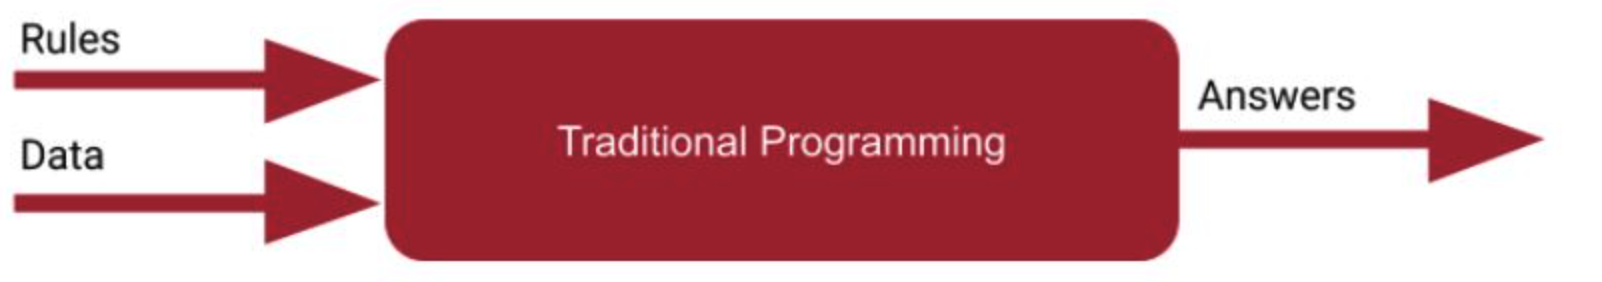 Rules
Data
Traditional Programming
Answers